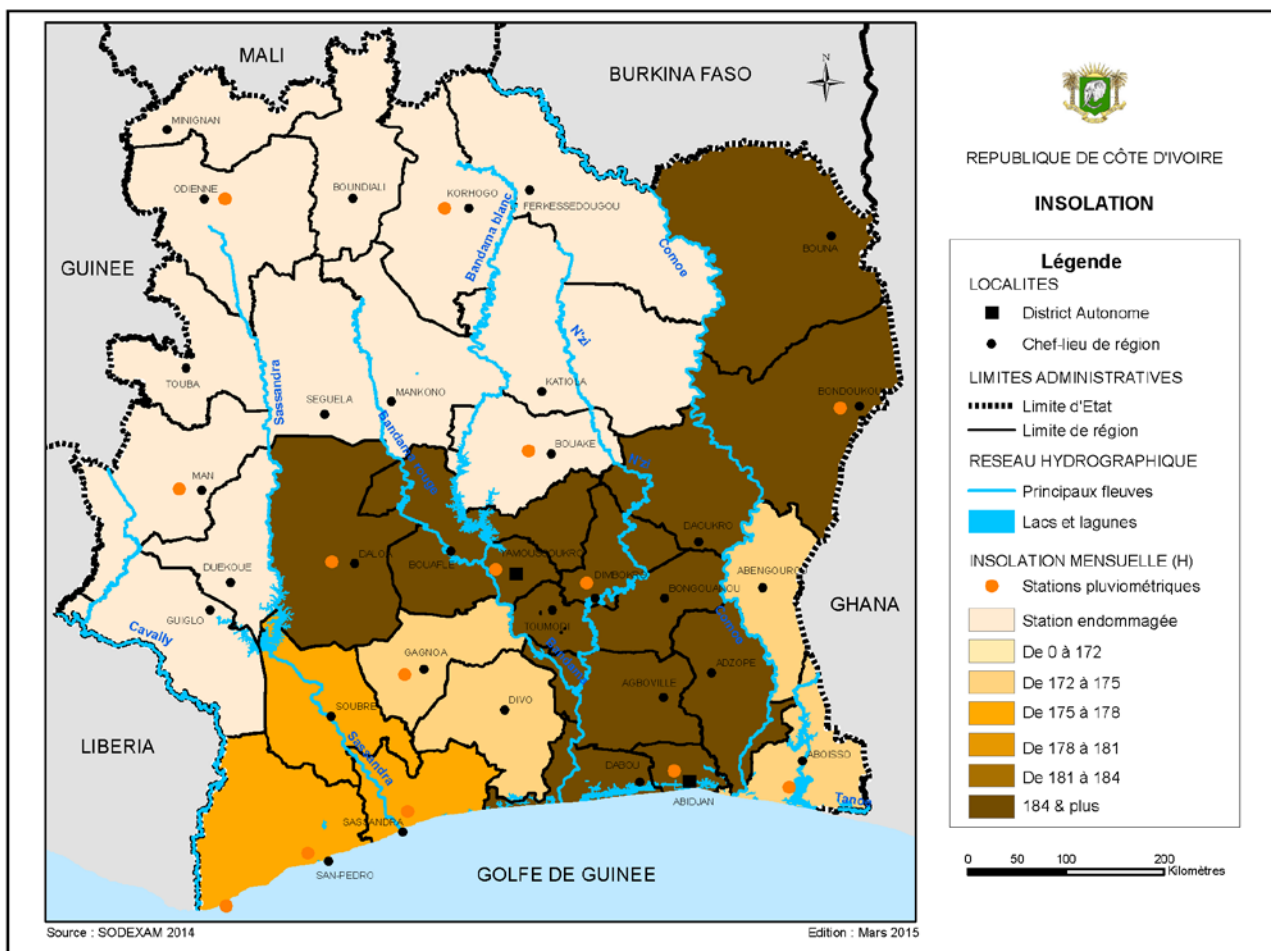 MALI
BURKINA FASO
N
MINIGNAN
ODIENNE
BOUNDIALI
KORHOGO
FERKESSEDOUGOU
Bandama blanc
Comoe
BOUNA
GUINEE
N'zi
TOUBA
Sassandra
SEGUELA
MANKONO
KATIOLA
BONDOUKOU
Bandama rouge
BOUAKE
N'zi
MAN
DAOUKRO
DALOA
BOUAFLE
YAMOUSSOUKRO
DIMBOKRO
ABENGOUROU
DUEKOUE
BONGOUANOU
GUIGLO
TOUMODI
GHANA
Comoe
Cavally
GAGNOA
ADZOPE
DIVO
AGBOVILLE
SOUBRE
LIBERIA
Sassandra
DABOU
ABOISSO
ABIDJAN
SASSANDRA
SAN-PEDRO
GOLFE DE GUINEE
Source : SODEXAM 2014
Edition : Mars 2015
REPUBLIQUE DE CÔTE D'IVOIRE
INSOLATION
Légende
LOCALITES
District Autonome
Chef-lieu de région
LIMITES ADMINISTRATIVES
Limite d'Etat
Limite de région
RESEAU HYDROGRAPHIQUE
Principaux fleuves
Lacs et lagunes
INSOLATION MENSUELLE (H)
Stations pluviométriques
Station endommagée
De 0 à 172
De 172 à 175
De 175 à 178
De 178 à 181
De 181 à 184
184 & plus
0 50 100 200
Kilomètres